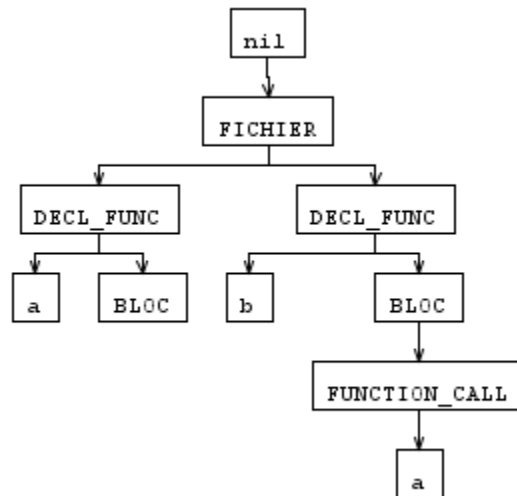 nil
FICHIER
DECL_FUNC DECL_FUNC
a BLOC b BLOC
FUNCTION_CALL
a